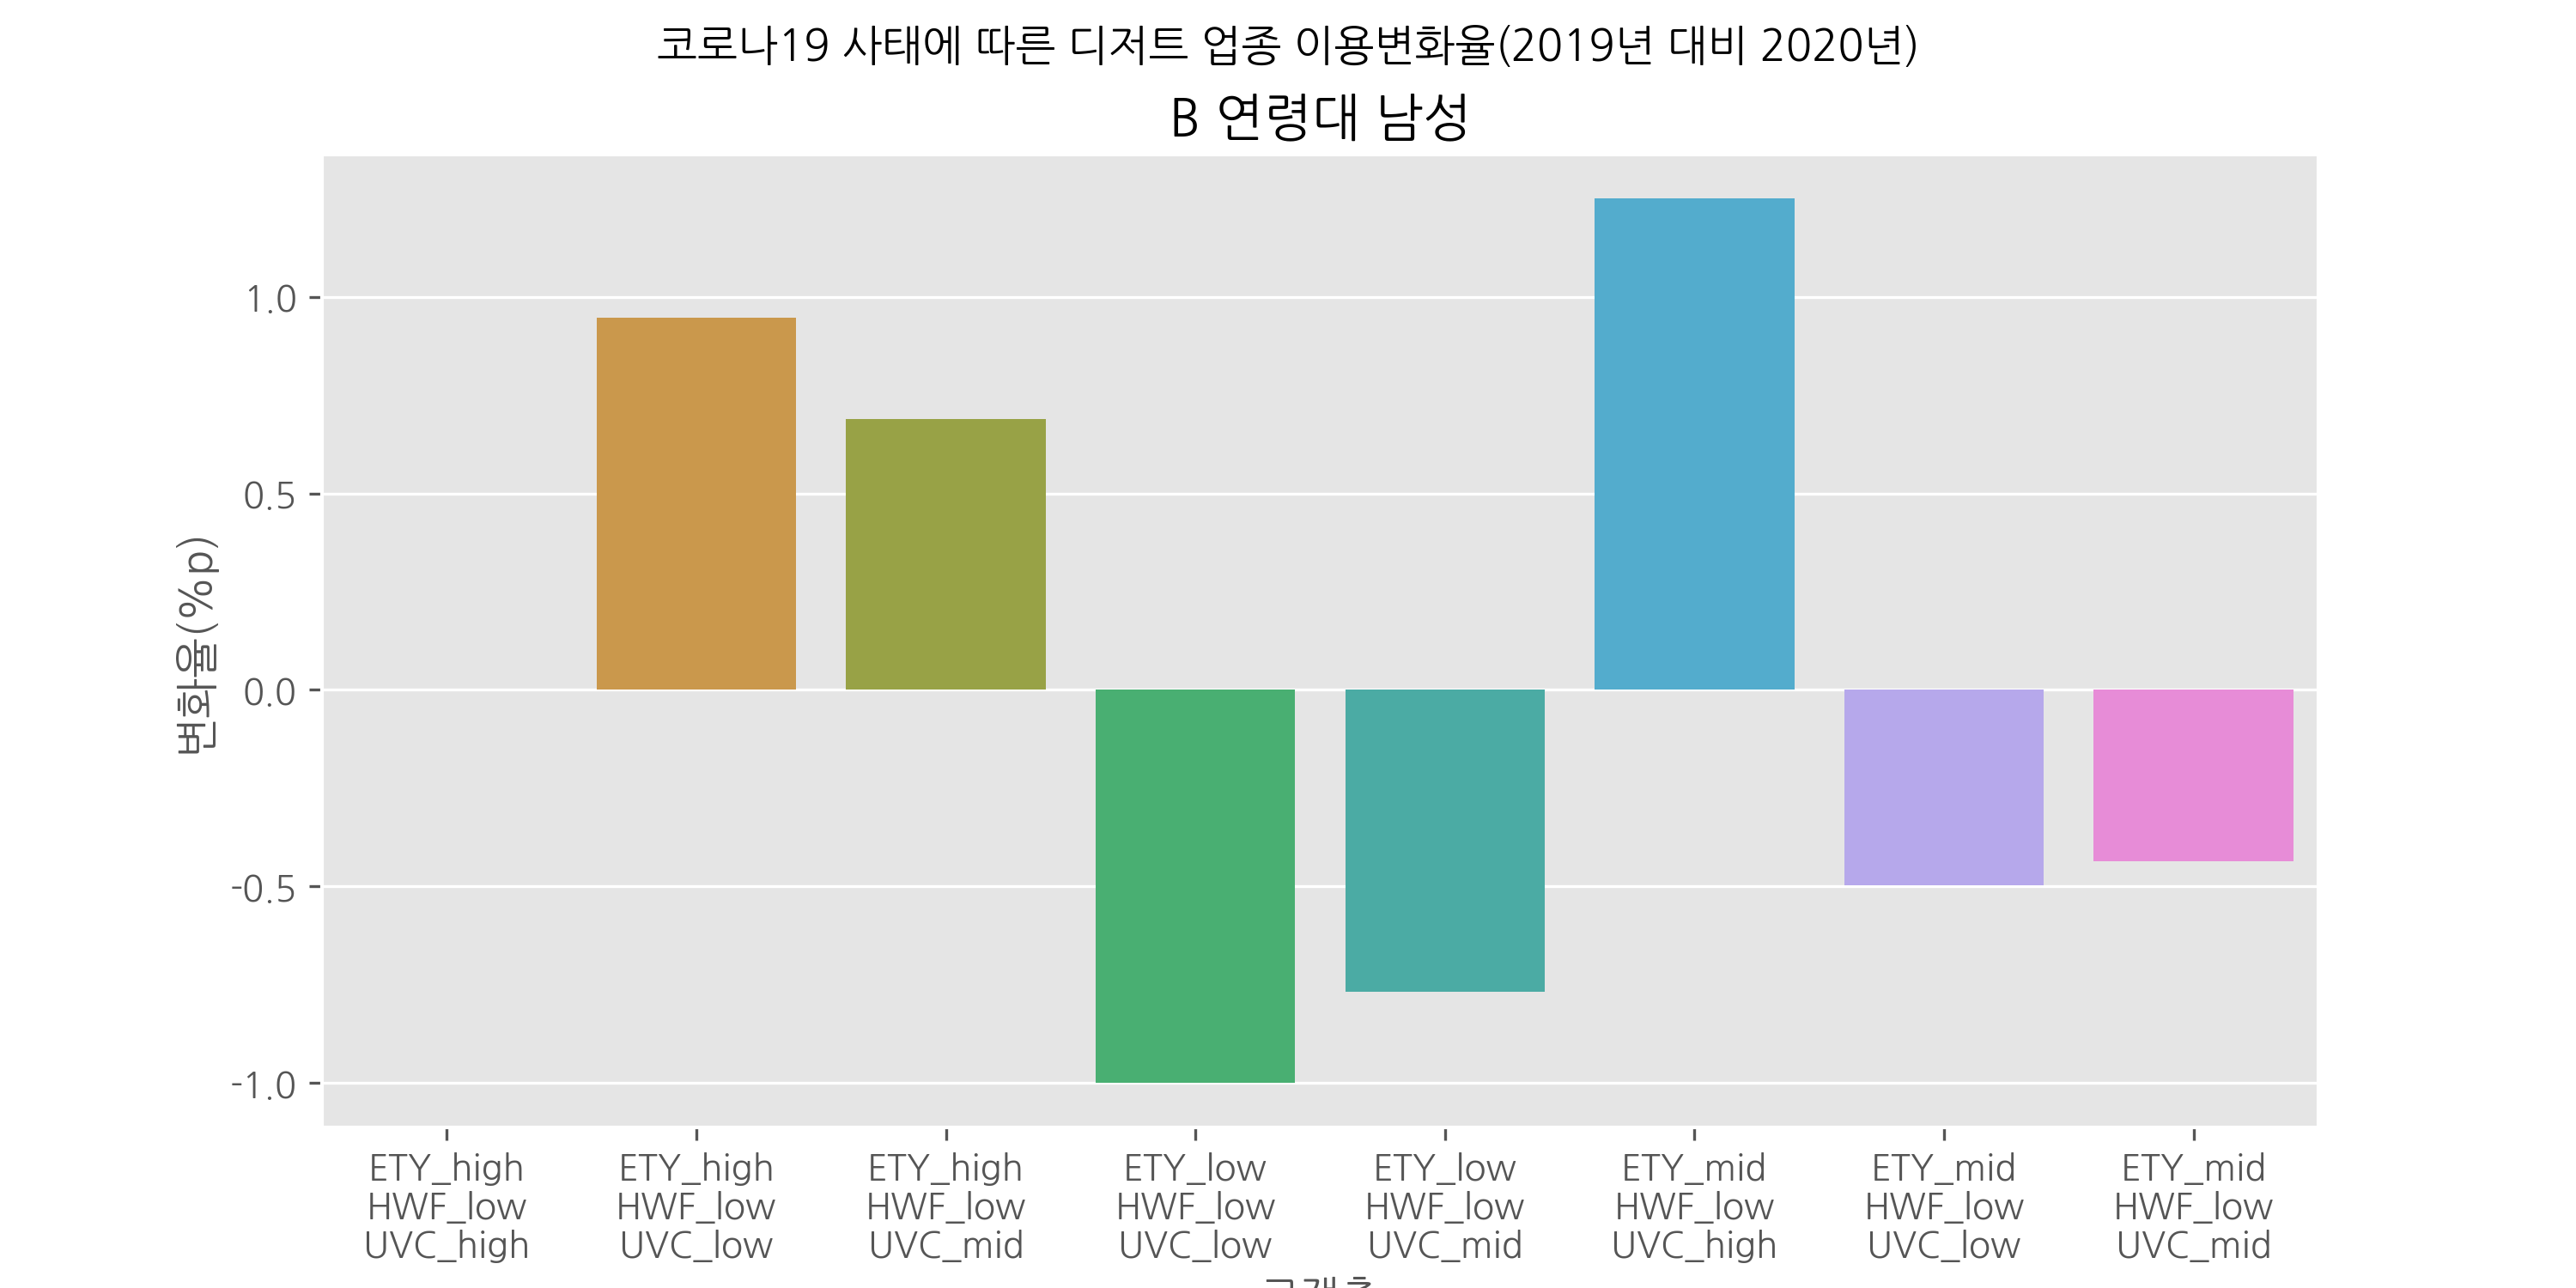 코로나19 사태에 따른 디저트 업종 이용변화율(2019년 대비 2020년)
B 연령대 남성
변화율(%p)
1.0
0.5
0.0
-0.5
-1.0
ETY_high
HWF_low
UVC_high
ETY_high
HWF_low
UVC_low
ETY_high
HWF_low
UVC_mid
ETY_low
HWF_low
UVC_low
ETY_low
HWF_low
UVC_mid
ETY_mid
HWF_low
UVC_high
ETY_mid
HWF_low
UVC_low
ETY_mid
HWF_low
UVC_mid